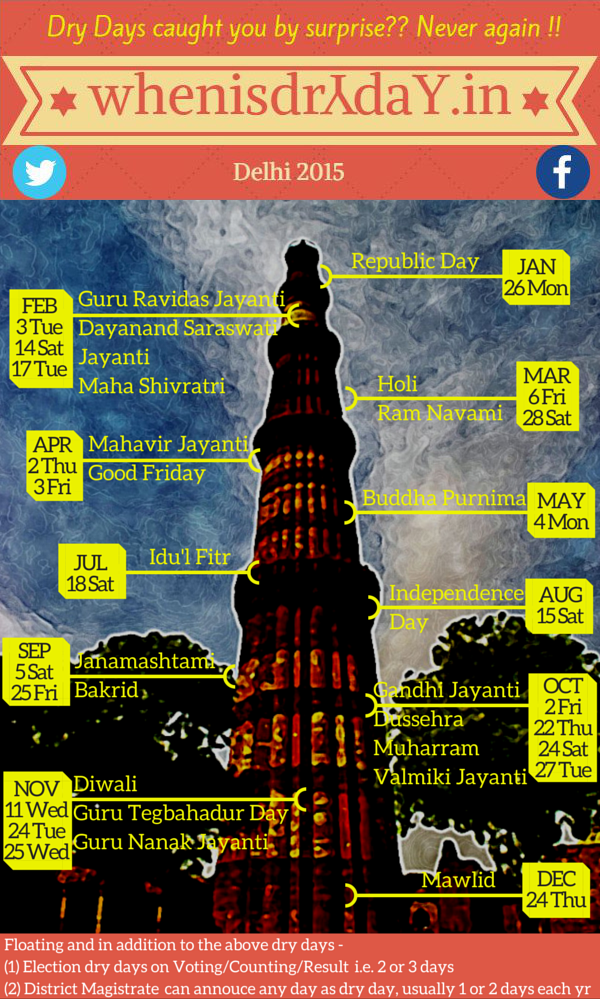 Dry Days caught you by surprise?? Never again !!
whenisdrʎdaY.in
Delhi 2015
Republic Day
JAN
26 Mon
FEB
3 Tue
14 Sat
17 Tue
Guru Ravidas Jayanti
Dayanand Saraswati
Jayanti
Maha Shivratri
MAR
6 Fri
28 Sat
Holi
Ram Navami
APR
2 Thu
3 Fri
Mahavir Jayanti
Good Friday
Buddha Purnima
MAY
4 Mon
JUL
18 Sat
Idu'l Fitr
Independence
Day
AUG
15 Sat
SEP
5 Sat
25 Fri
Janamashtami
Bakrid
Gandhi Jayanti
Dussehra
Muharram
Valmiki Jayanti
OCT
2 Fri
22 Thu
24 Sat
27 Tue
NOV
11 Wed
24 Tue
25 Wed
Diwali
Guru Tegbahadur Day
Guru Nanak Jayanti
Mawlid
DEC
24 Thu
Floating and in addition to the above dry days -
(1) Election dry days on Voting/Counting/Result i.e. 2 or 3 days
(2) District Magistrate can annouce any day as dry day, usually 1 or 2 days each yr